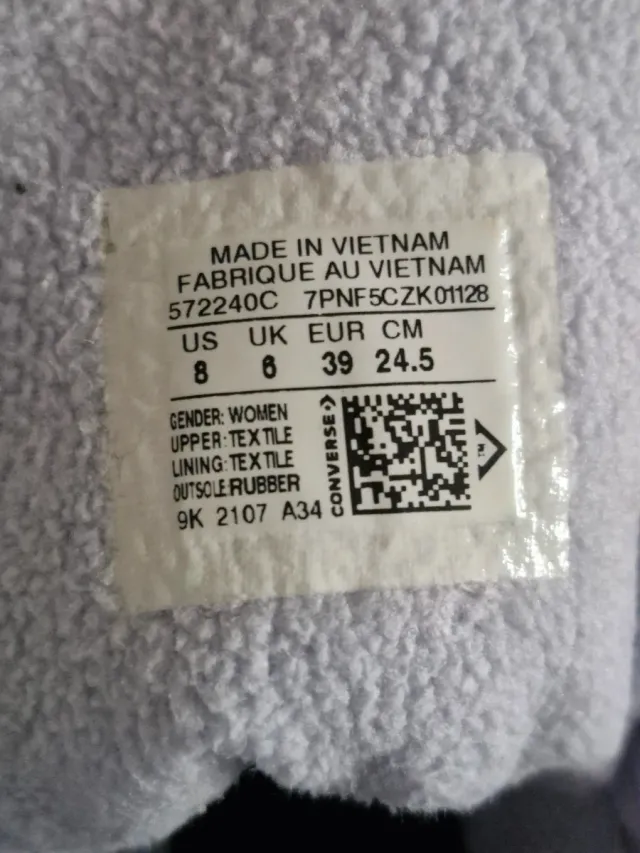 MADE IN VIETNAM
FABRIQUE AU VIETNAM
572240C 7PNF5CZK01128
US UK EUR CM
8 6 39 24.5
GENDER: WOMEN
UPPER: TEXTILE
LINING: TEXTILE
OUTSOLE:RUBBER
9K 2107 A34
CONVERSE
TM